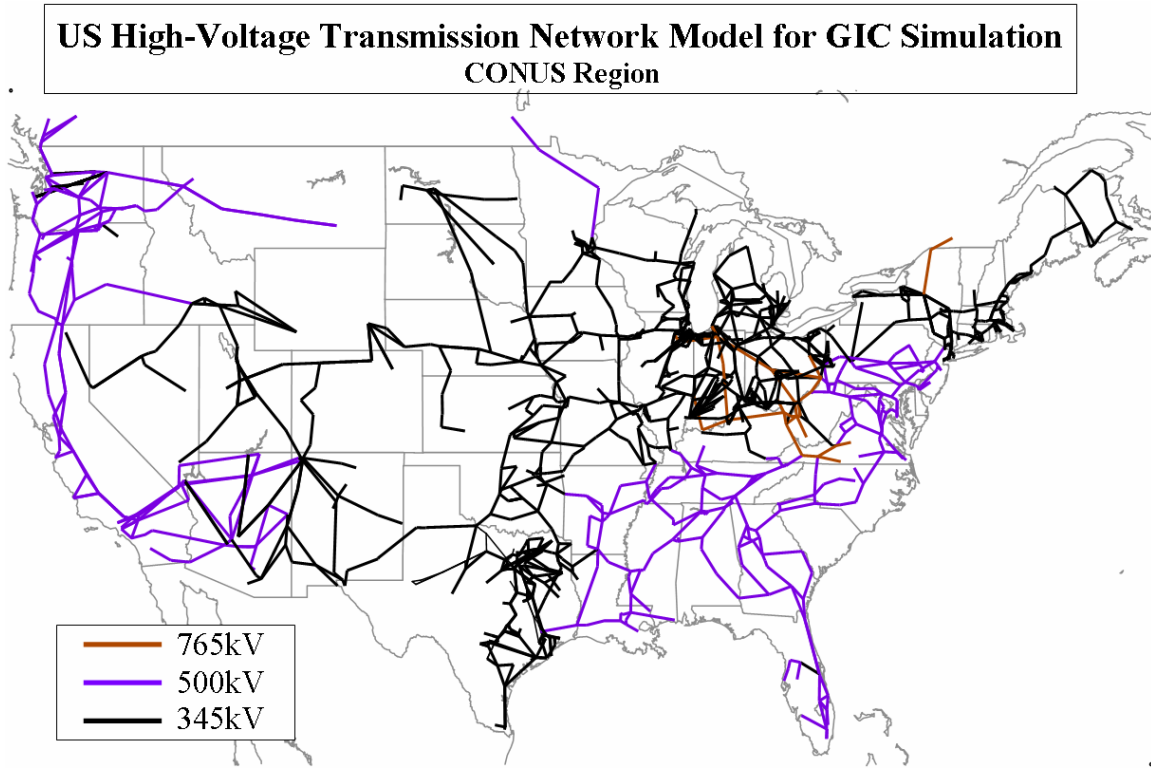 US High-Voltage Transmission Network Model for GIC Simulation
CONUS Region
765kV
500kV
345kV